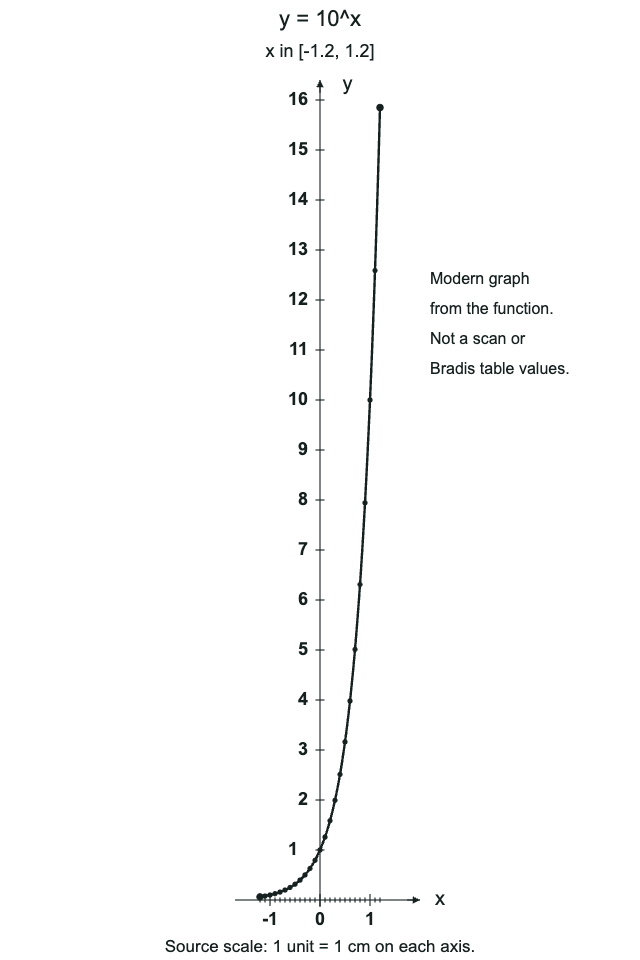 y = 10^x
x in [-1.2, 1.2]
y
16
15
14
13
Modern graph
12
from the function.
Not a scan or
11
Bradis table values.
10
9
8
7
6
5
4
3
2
1
x
-1 0 1
Source scale: 1 unit = 1 cm on each axis.